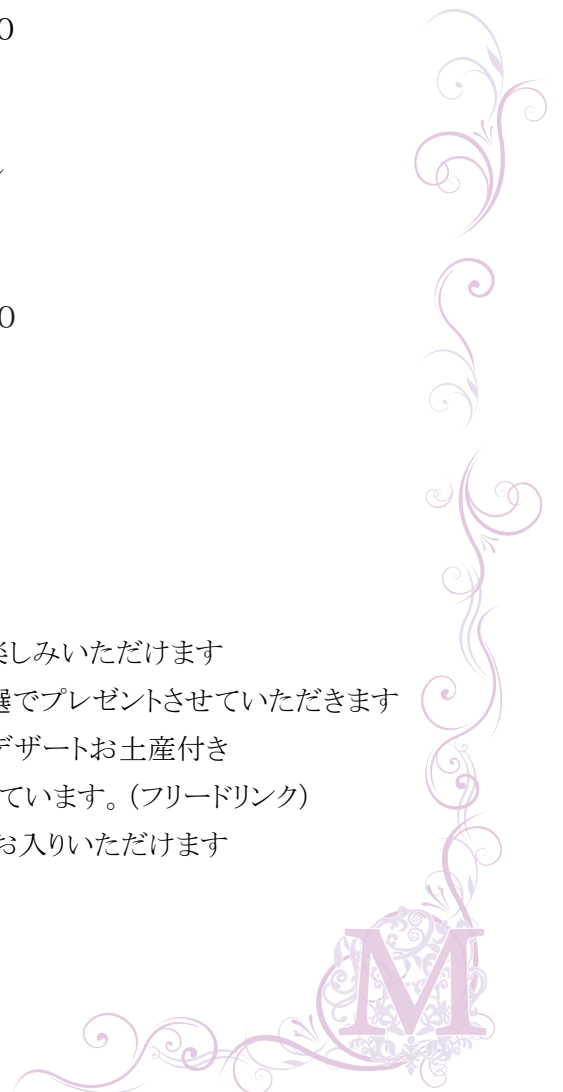 0
0
楽しみいただけます
選でプレゼントさせていただきます
デザートお土産付き
ています。（フリードリンク）
お入りいただけます
M